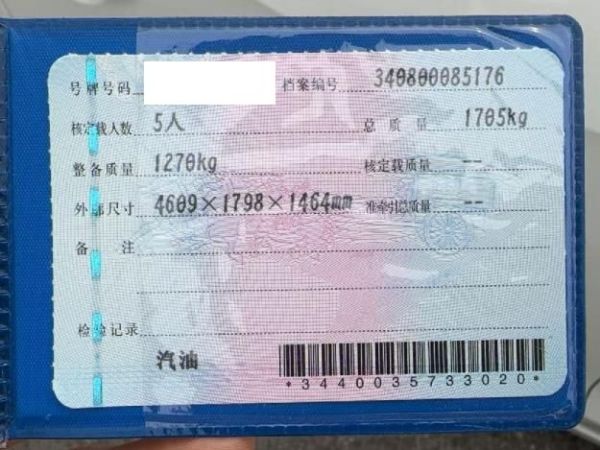 号牌号码 档案编号 340800085176
核定载人数 5人 总质量 1705kg
整备质量 1270kg 核定载质量 --
外廓尺寸 4609×1798×1464mm 准牵引总质量 --
备注
检验记录
汽油
*3440035733020*